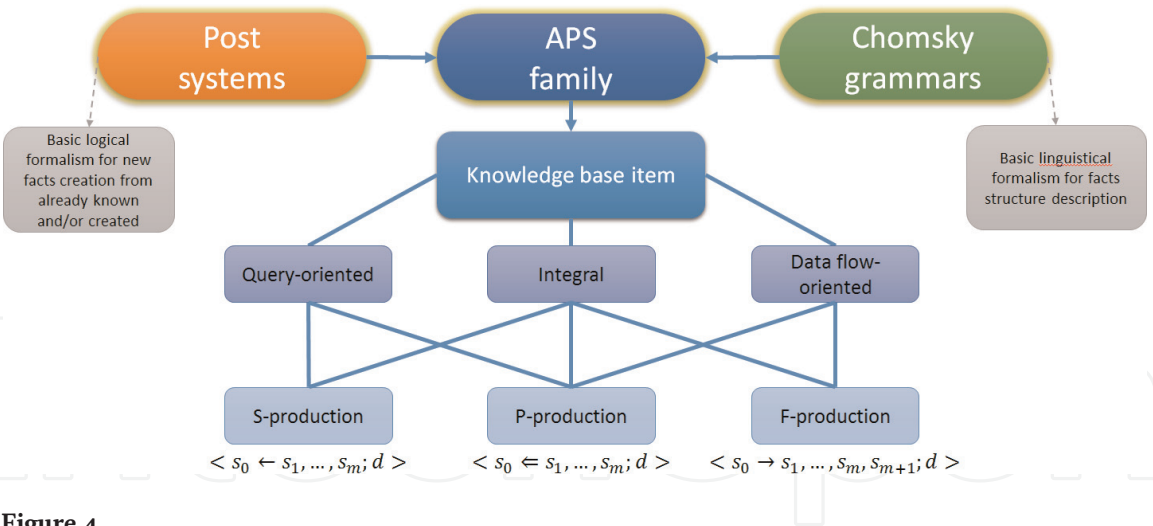 Post
systems
APS
family
Chomsky
grammars
Basic logical
formalism for new
facts creation from
already known
and/or created
Knowledge base item
Basic linguistical
formalism for facts
structure description
Query-oriented
Integral
Data flow-
oriented
S-production
P-production
F-production
< s₀ ← s₁, … , sₘ; d >
< s₀ ⇐ s₁, … , sₘ; d >
< s₀ → s₁, … , sₘ, sₘ₊₁; d >
Figure 4